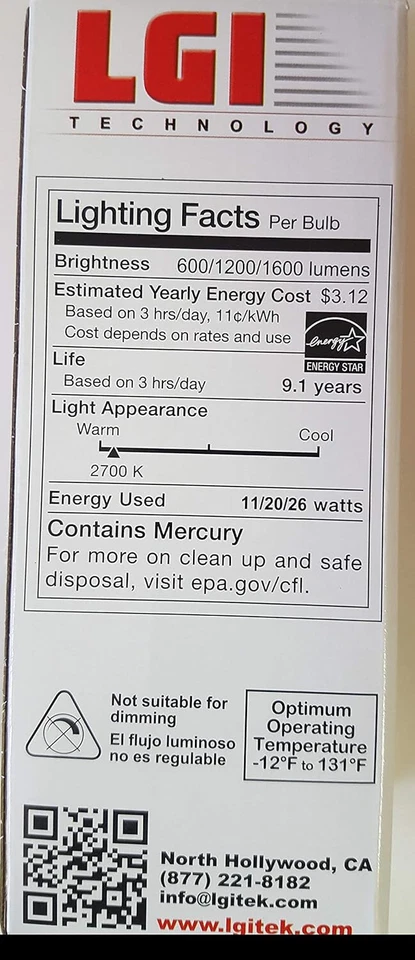 LGI
TECHNOLOGY
Lighting Facts Per Bulb
Brightness 600/1200/1600 lumens
Estimated Yearly Energy Cost $3.12
Based on 3 hrs/day, 11¢/kWh
Cost depends on rates and use
energy
ENERGY STAR
Life
Based on 3 hrs/day 9.1 years
Light Appearance
Warm Cool
2700 K
Energy Used 11/20/26 watts
Contains Mercury
For more on clean up and safe
disposal, visit epa.gov/cfl.
Not suitable for
dimming
El flujo luminoso
no es regulable
Optimum
Operating
Temperature
-12°F to 131°F
North Hollywood, CA
(877) 221-8182
info@lgitek.com
www.lgitek.com